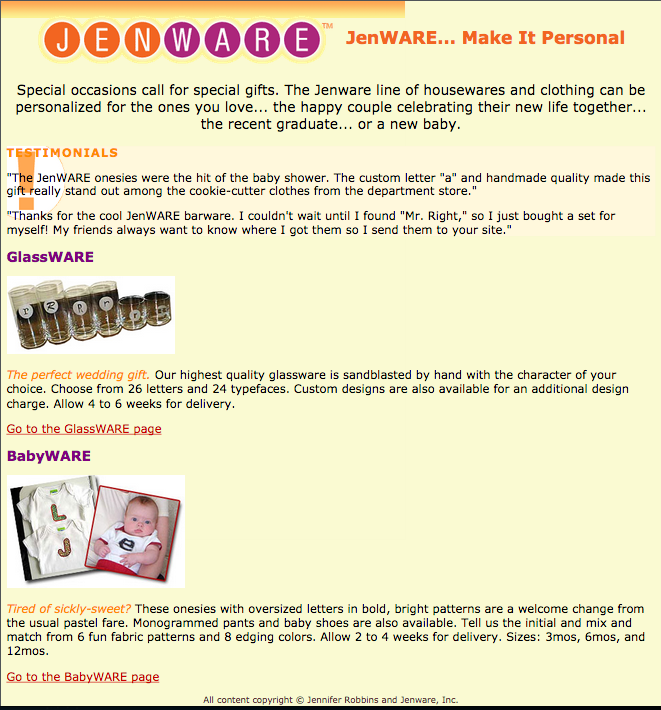 JENWARE™ JenWARE... Make It Personal
Special occasions call for special gifts. The Jenware line of housewares and clothing can be
personalized for the ones you love... the happy couple celebrating their new life together...
the recent graduate... or a new baby.
TESTIMONIALS
!
"The JenWARE onesies were the hit of the baby shower. The custom letter "a" and handmade quality made this
gift really stand out among the cookie-cutter clothes from the department store."
"Thanks for the cool JenWARE barware. I couldn't wait until I found "Mr. Right," so I just bought a set for
myself! My friends always want to know where I got them so I send them to your site."
GlassWARE
r R R r r
The perfect wedding gift. Our highest quality glassware is sandblasted by hand with the character of your
choice. Choose from 26 letters and 24 typefaces. Custom designs are also available for an additional design
charge. Allow 4 to 6 weeks for delivery.
Go to the GlassWARE page
BabyWARE
L
J
e
Tired of sickly-sweet? These onesies with oversized letters in bold, bright patterns are a welcome change from
the usual pastel fare. Monogrammed pants and baby shoes are also available. Tell us the initial and mix and
match from 6 fun fabric patterns and 8 edging colors. Allow 2 to 4 weeks for delivery. Sizes: 3mos, 6mos, and
12mos.
Go to the BabyWARE page
All content copyright © Jennifer Robbins and Jenware, Inc.